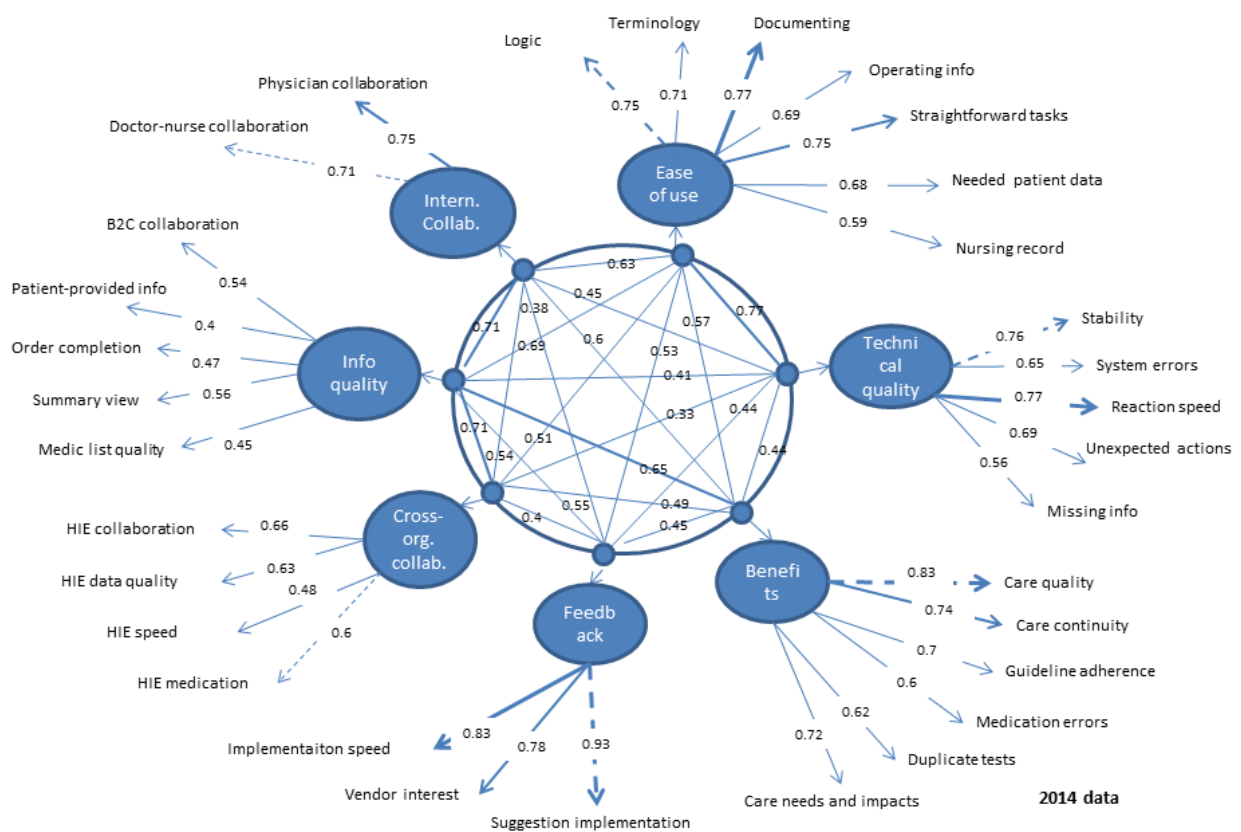 Terminology
Documenting
Logic
Operating info
Physician collaboration
Straightforward tasks
Doctor-nurse collaboration
0.75
0.71
0.77
0.69
0.75
0.75
0.71
Ease
of use
0.68
Needed patient data
0.59
Nursing record
Intern.
Collab.
B2C collaboration
0.54
Patient-provided info
0.4
Order completion
0.47
Summary view
0.56
Medic list quality
0.45
Info
quality
0.63
0.45
0.38
0.71
0.69
0.6
0.57
0.77
0.53
0.41
0.33
0.44
0.44
0.71
0.51
0.54
0.65
0.55
0.49
0.4
0.45
Techni
cal
quality
0.76
Stability
0.65
System errors
0.77
Reaction speed
0.69
Unexpected actions
0.56
Missing info
HIE collaboration
0.66
HIE data quality
0.63
0.48
HIE speed
0.6
HIE medication
Cross-
org.
collab.
Feedb
ack
Benefi
ts
0.83
Care quality
0.74
Care continuity
0.7
Guideline adherence
0.6
Medication errors
0.62
Duplicate tests
0.72
Care needs and impacts
Implementaiton speed
0.83
0.78
0.93
Vendor interest
Suggestion implementation
2014 data